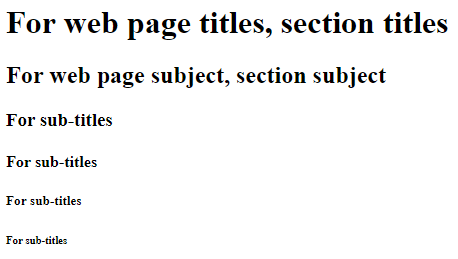 For web page titles, section titles
For web page subject, section subject
For sub-titles
For sub-titles
For sub-titles
For sub-titles